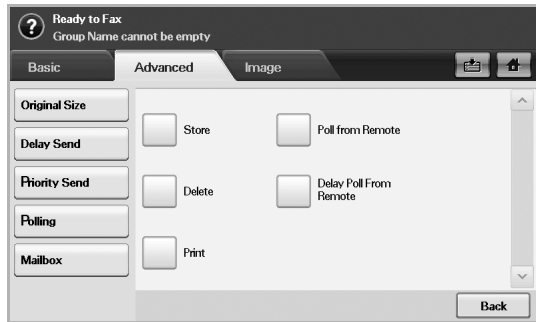 Ready to Fax
Group Name cannot be empty
Basic
Advanced
Image
Original Size
Delay Send
Priority Send
Polling
Mailbox
Store
Poll from Remote
Delete
Delay Poll From
Remote
Print
Back